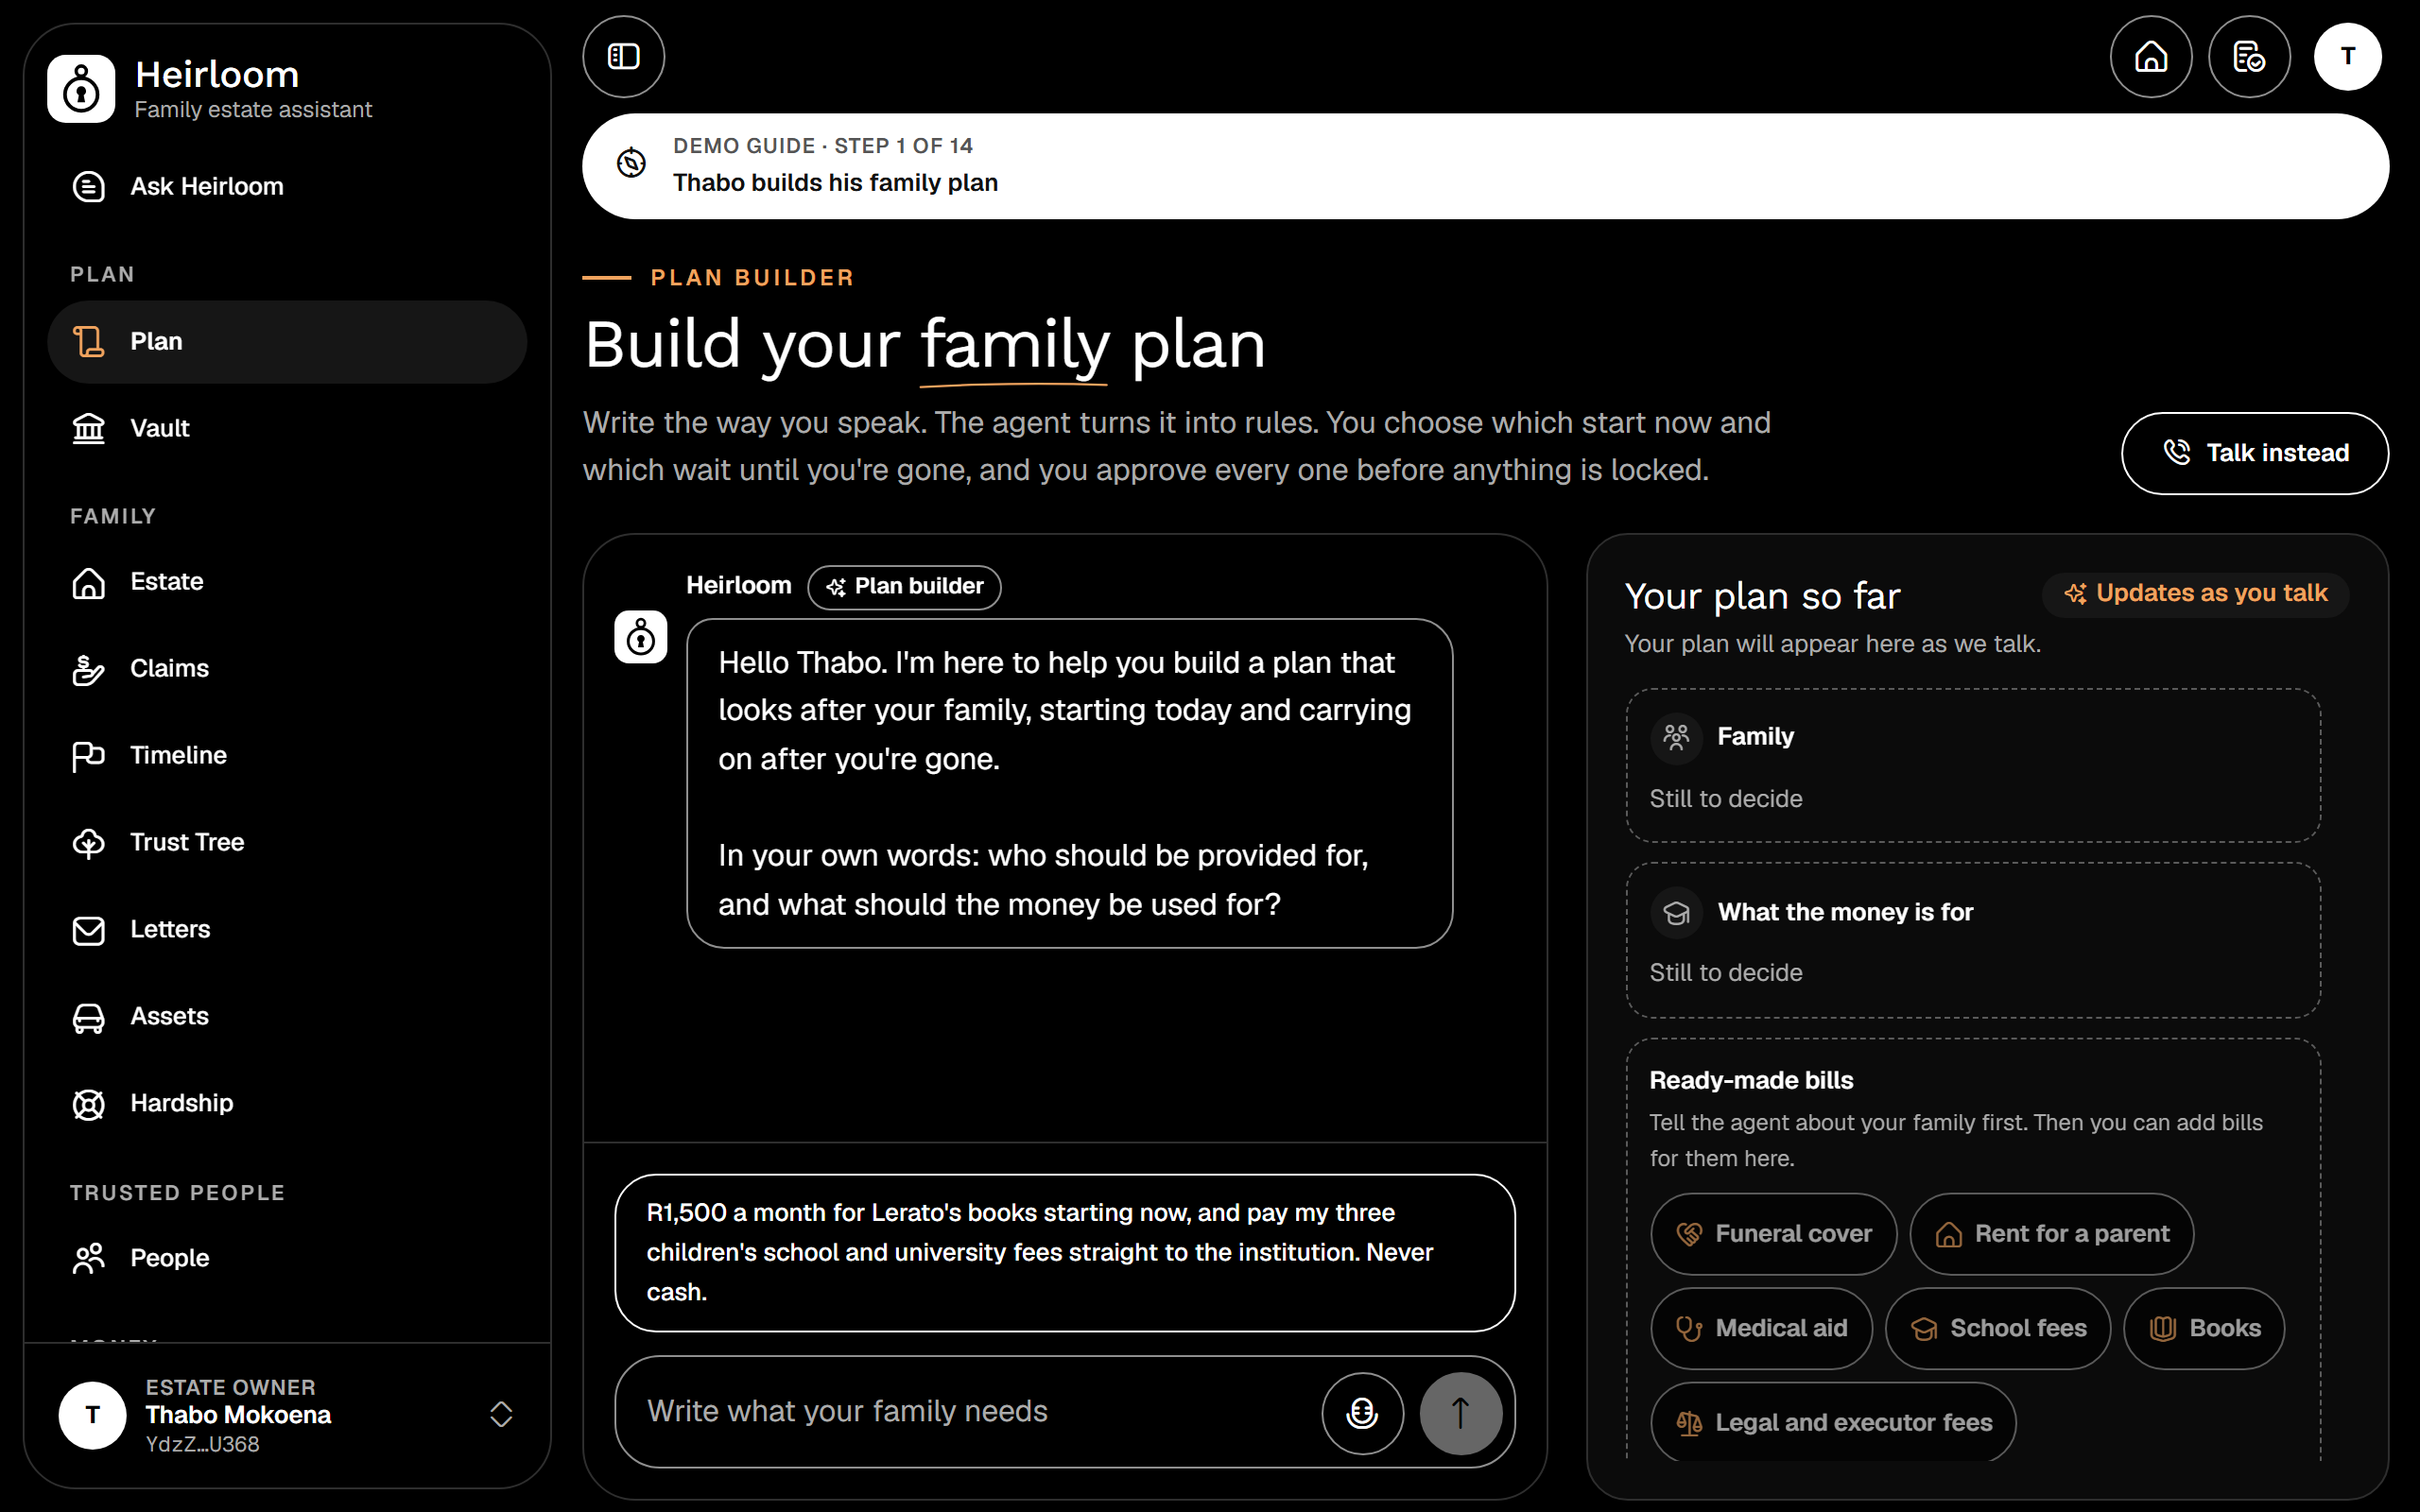 Heirloom
Family estate assistant
Ask Heirloom
PLAN
Plan
Vault
FAMILY
Estate
Claims
Timeline
Trust Tree
Letters
Assets
Hardship
TRUSTED PEOPLE
People
MONEY
T
ESTATE OWNER
Thabo Mokoena
YdzZ...U368
T
DEMO GUIDE · STEP 1 OF 14
Thabo builds his family plan
PLAN BUILDER
Build your family plan
Write the way you speak. The agent turns it into rules. You choose which start now and
which wait until you're gone, and you approve every one before anything is locked.
Talk instead
Heirloom
Plan builder
Hello Thabo. I'm here to help you build a plan that
looks after your family, starting today and carrying
on after you're gone.
In your own words: who should be provided for,
and what should the money be used for?
R1,500 a month for Lerato's books starting now, and pay my three
children's school and university fees straight to the institution. Never
cash.
Write what your family needs
Your plan so far
Updates as you talk
Your plan will appear here as we talk.
Family
Still to decide
What the money is for
Still to decide
Ready-made bills
Tell the agent about your family first. Then you can add bills
for them here.
Funeral cover
Rent for a parent
Medical aid
School fees
Books
Legal and executor fees